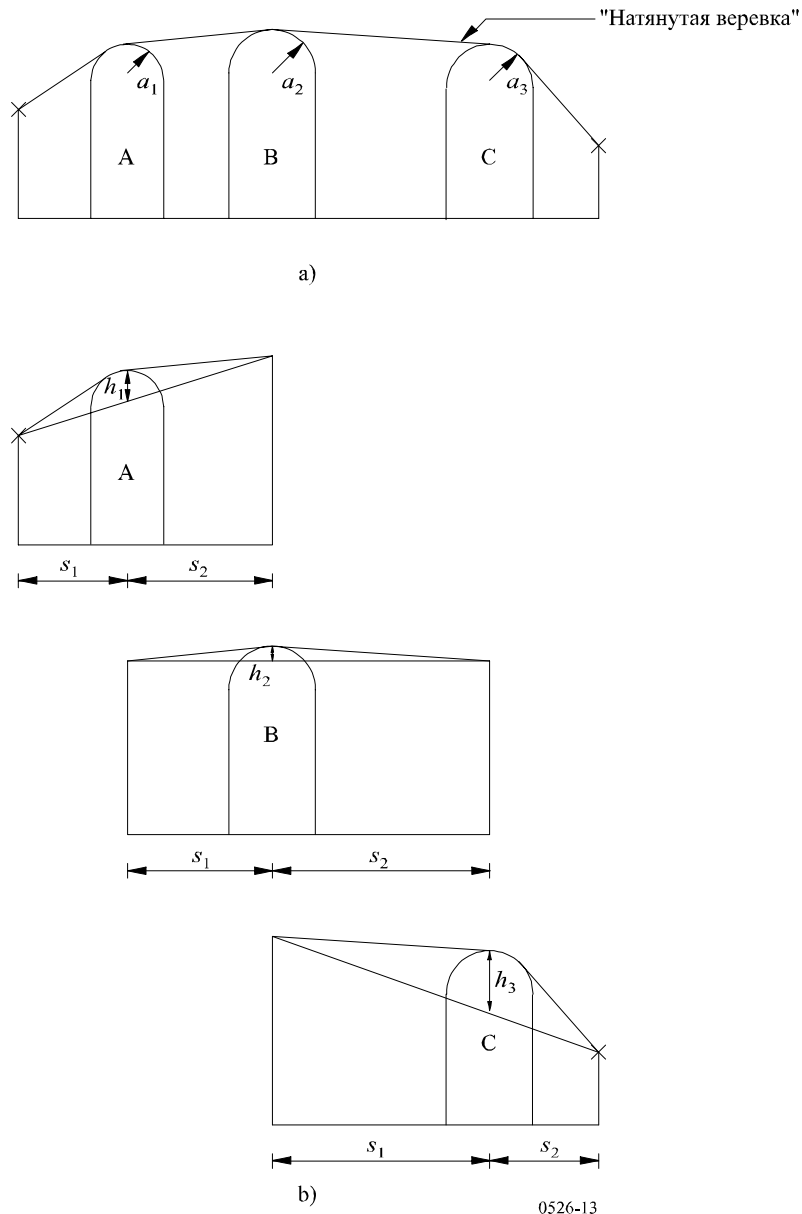 "Натянутая веревка"
a1 a2 a3
A B C
a)
h1
A
s1 s2
h2
B
s1 s2
h3
C
s1 s2
b)
0526-13